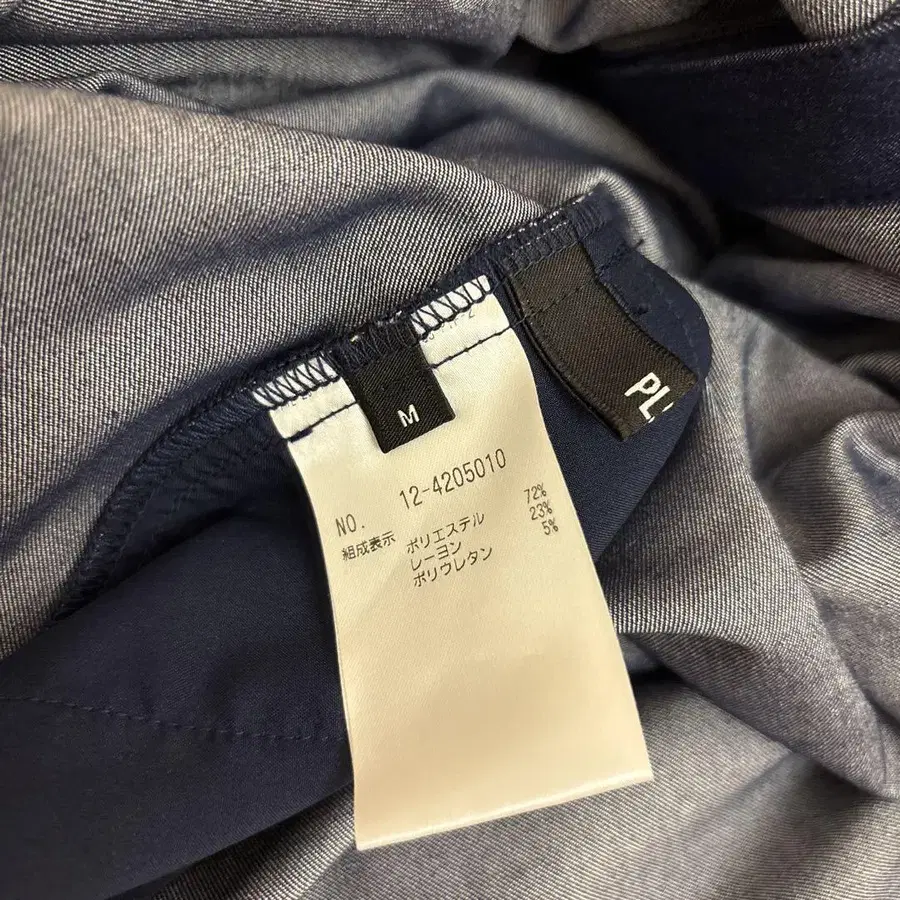 M
PL
NO. 12-4205010
組成表示 ポリエステル 72%
レーヨン 23%
ポリウレタン 5%